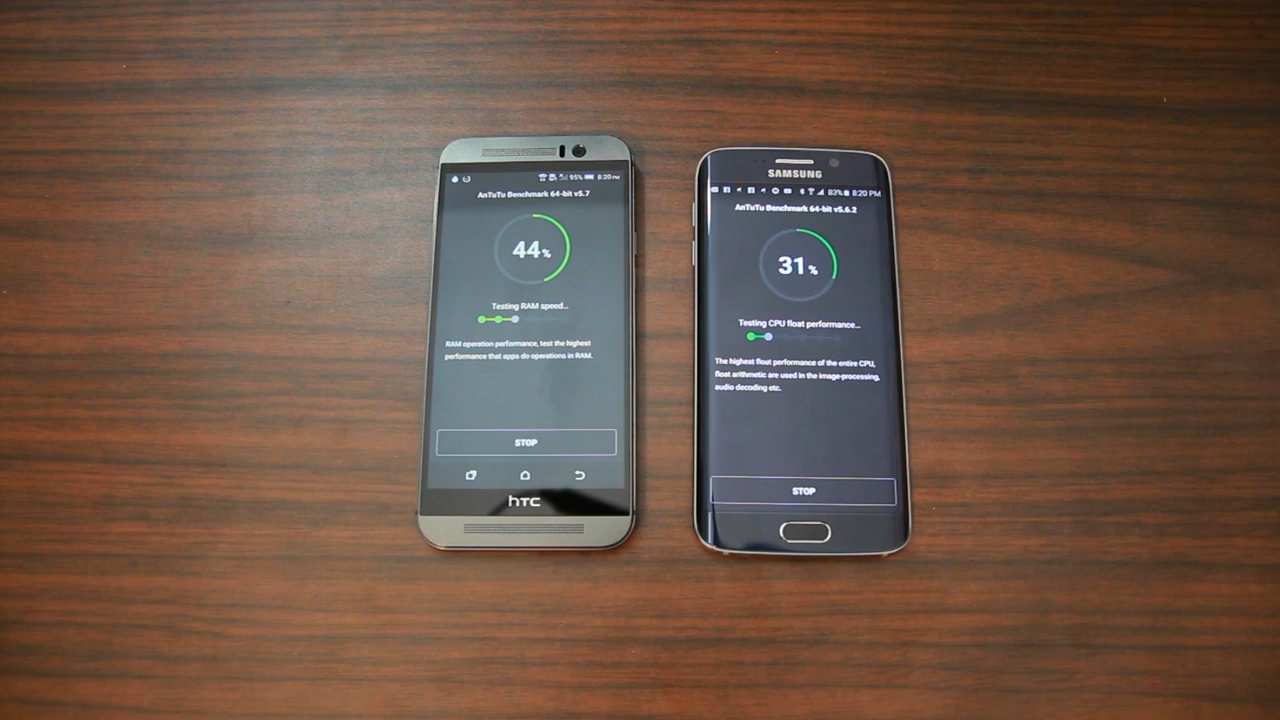 95% 8:20 PM
AnTuTu Benchmark 64-bit v5.7
44%
Testing RAM speed...
RAM operation performance, test the highest
performance that apps do operations in RAM.
STOP
hTC
SAMSUNG
83% 8:20 PM
AnTuTu Benchmark 64-bit v5.6.2
31%
Testing CPU float performance...
The highest float performance of the entire CPU,
float arithmetic are used in the image-processing,
audio decoding etc.
STOP